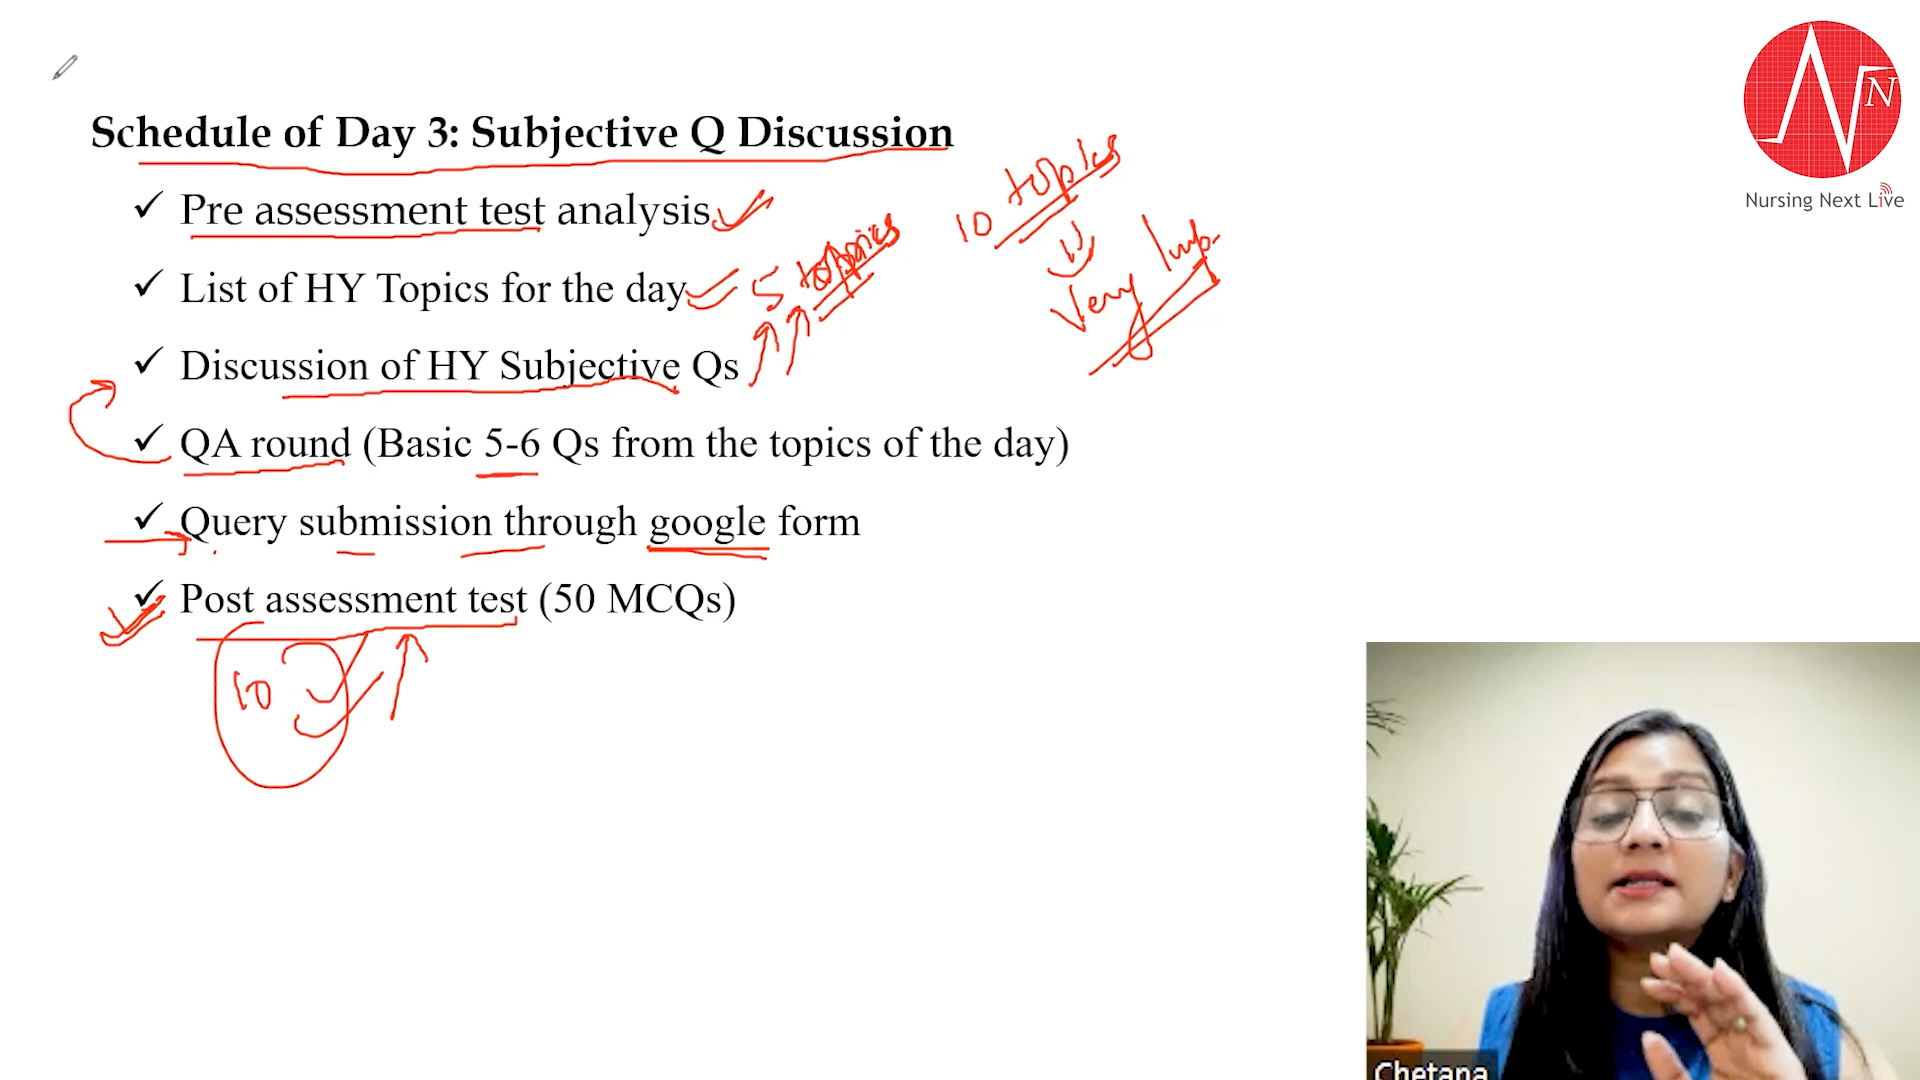 Schedule of Day 3: Subjective Q Discussion
✓ Pre assessment test analysis
✓ List of HY Topics for the day
✓ Discussion of HY Subjective Qs
✓ QA round (Basic 5-6 Qs from the topics of the day)
✓ Query submission through google form
✓ Post assessment test (50 MCQs)
5 topics
10 topics
Very Imp.
10
N
Nursing Next Live
Chetana